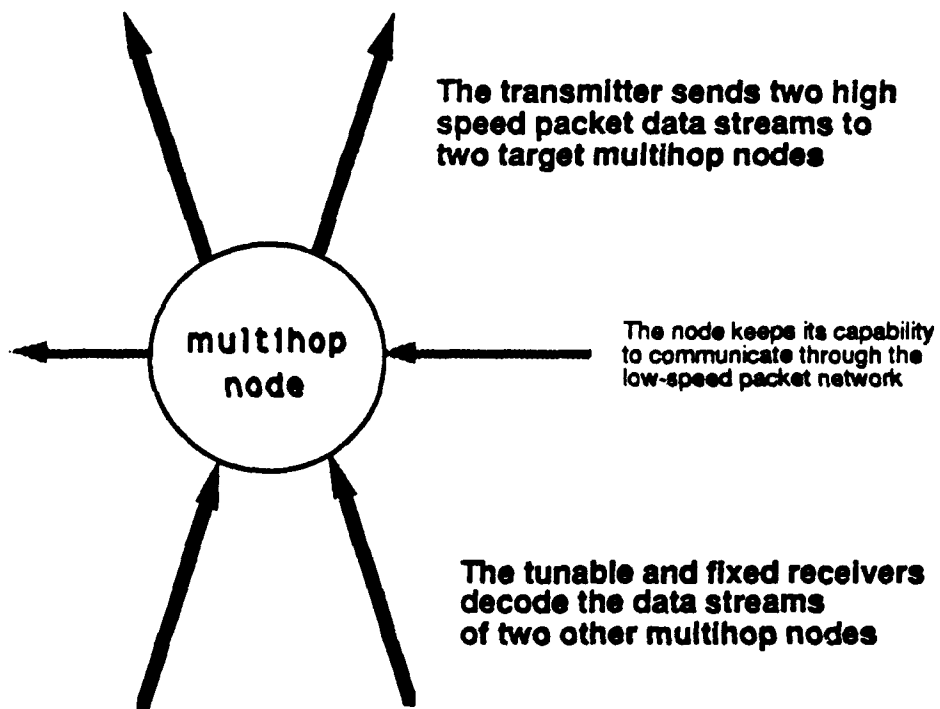 The transmitter sends two high
speed packet data streams to
two target multihop nodes
multihop
node
The node keeps its capability
to communicate through the
low-speed packet network
The tunable and fixed receivers
decode the data streams
of two other multihop nodes